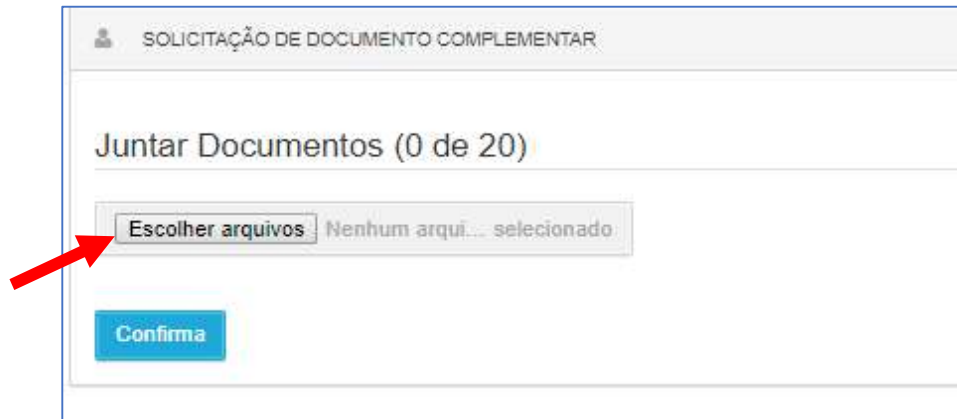 SOLICITAÇÃO DE DOCUMENTO COMPLEMENTAR
Juntar Documentos (0 de 20)
Escolher arquivos Nenhum arqui... selecionado
Confirma